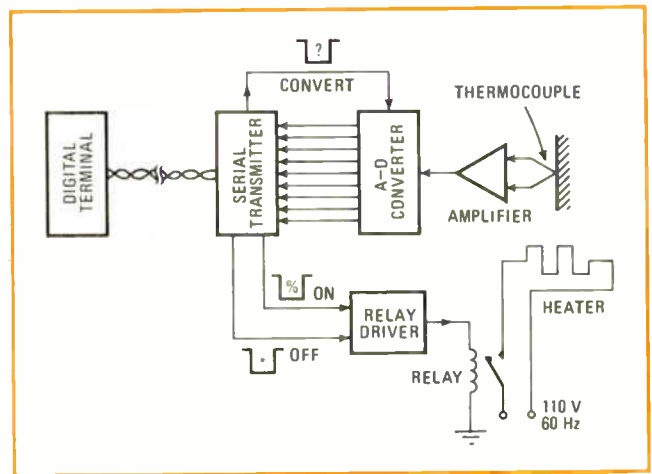 ?
CONVERT
THERMOCOUPLE
DIGITAL
TERMINAL
SERIAL
TRANSMITTER
A-D
CONVERTER
AMPLIFIER
% ON
OFF
RELAY
DRIVER
HEATER
RELAY
110 V
60 Hz